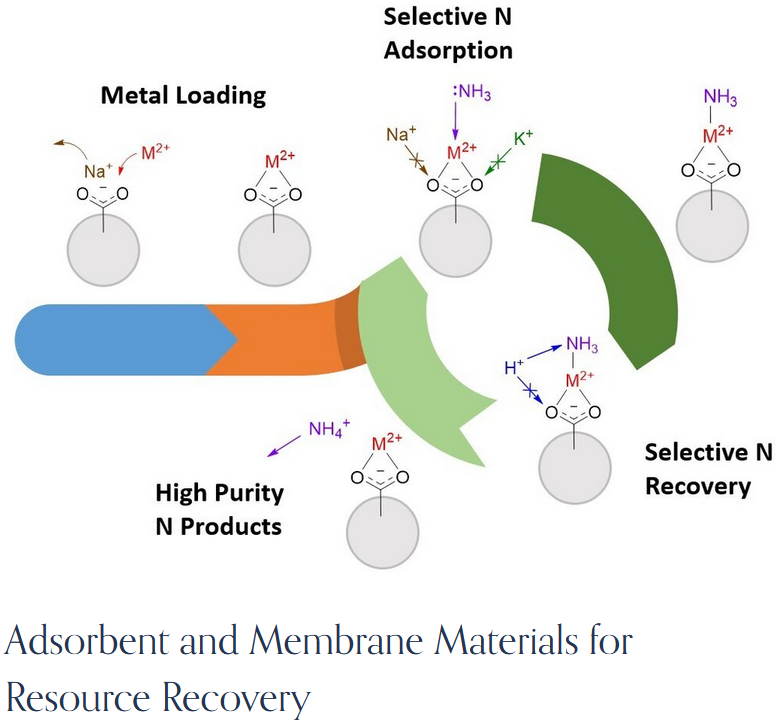 Selective N
Adsorption
Metal Loading
:NH₃
NH₃
Na⁺
M²⁺
M²⁺
Na⁺
M²⁺
K⁺
M²⁺
O
−
O
O
O
O
−
O
O
−
O
H⁺
NH₃
M²⁺
O
−
O
NH₄⁺
M²⁺
O
−
O
Selective N
Recovery
High Purity
N Products
Adsorbent and Membrane Materials for
Resource Recovery